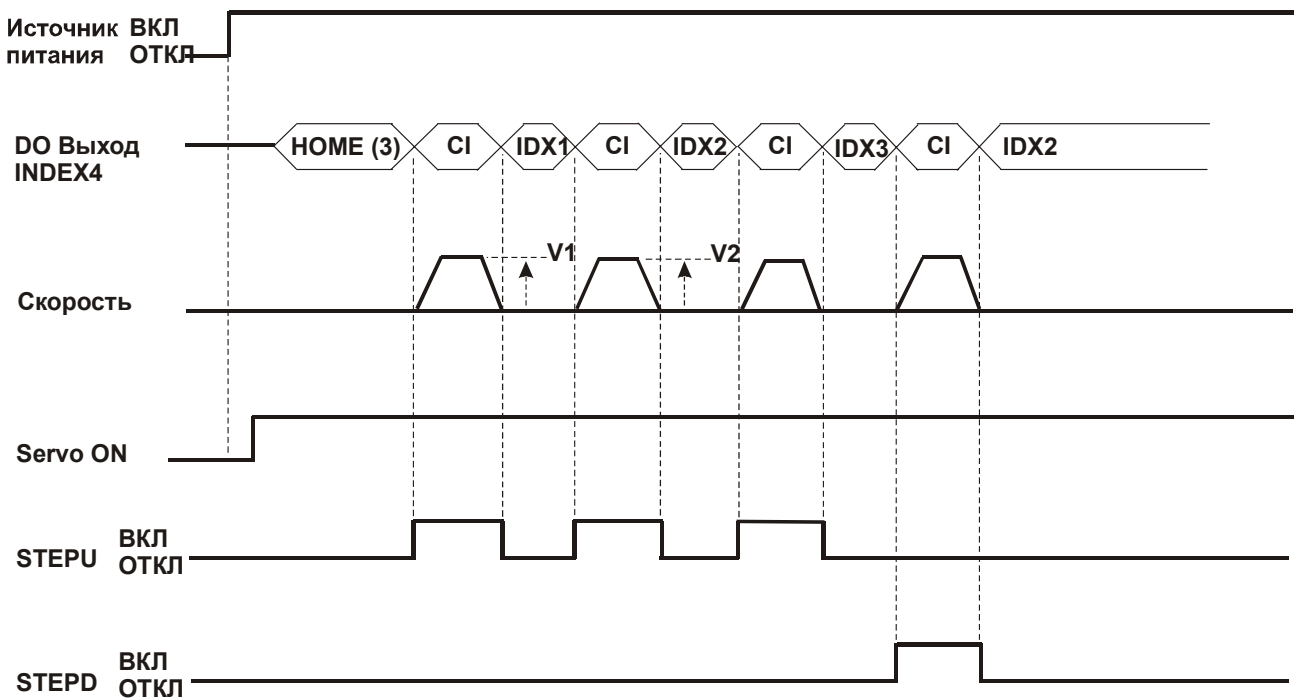 Источник ВКЛ
питания ОТКЛ
DO Выход
INDEX4
HOME (3) CI IDX1 CI IDX2 CI IDX3 CI IDX2
V1 V2
Скорость
Servo ON
STEPU ВКЛ
ОТКЛ
STEPD ВКЛ
ОТКЛ